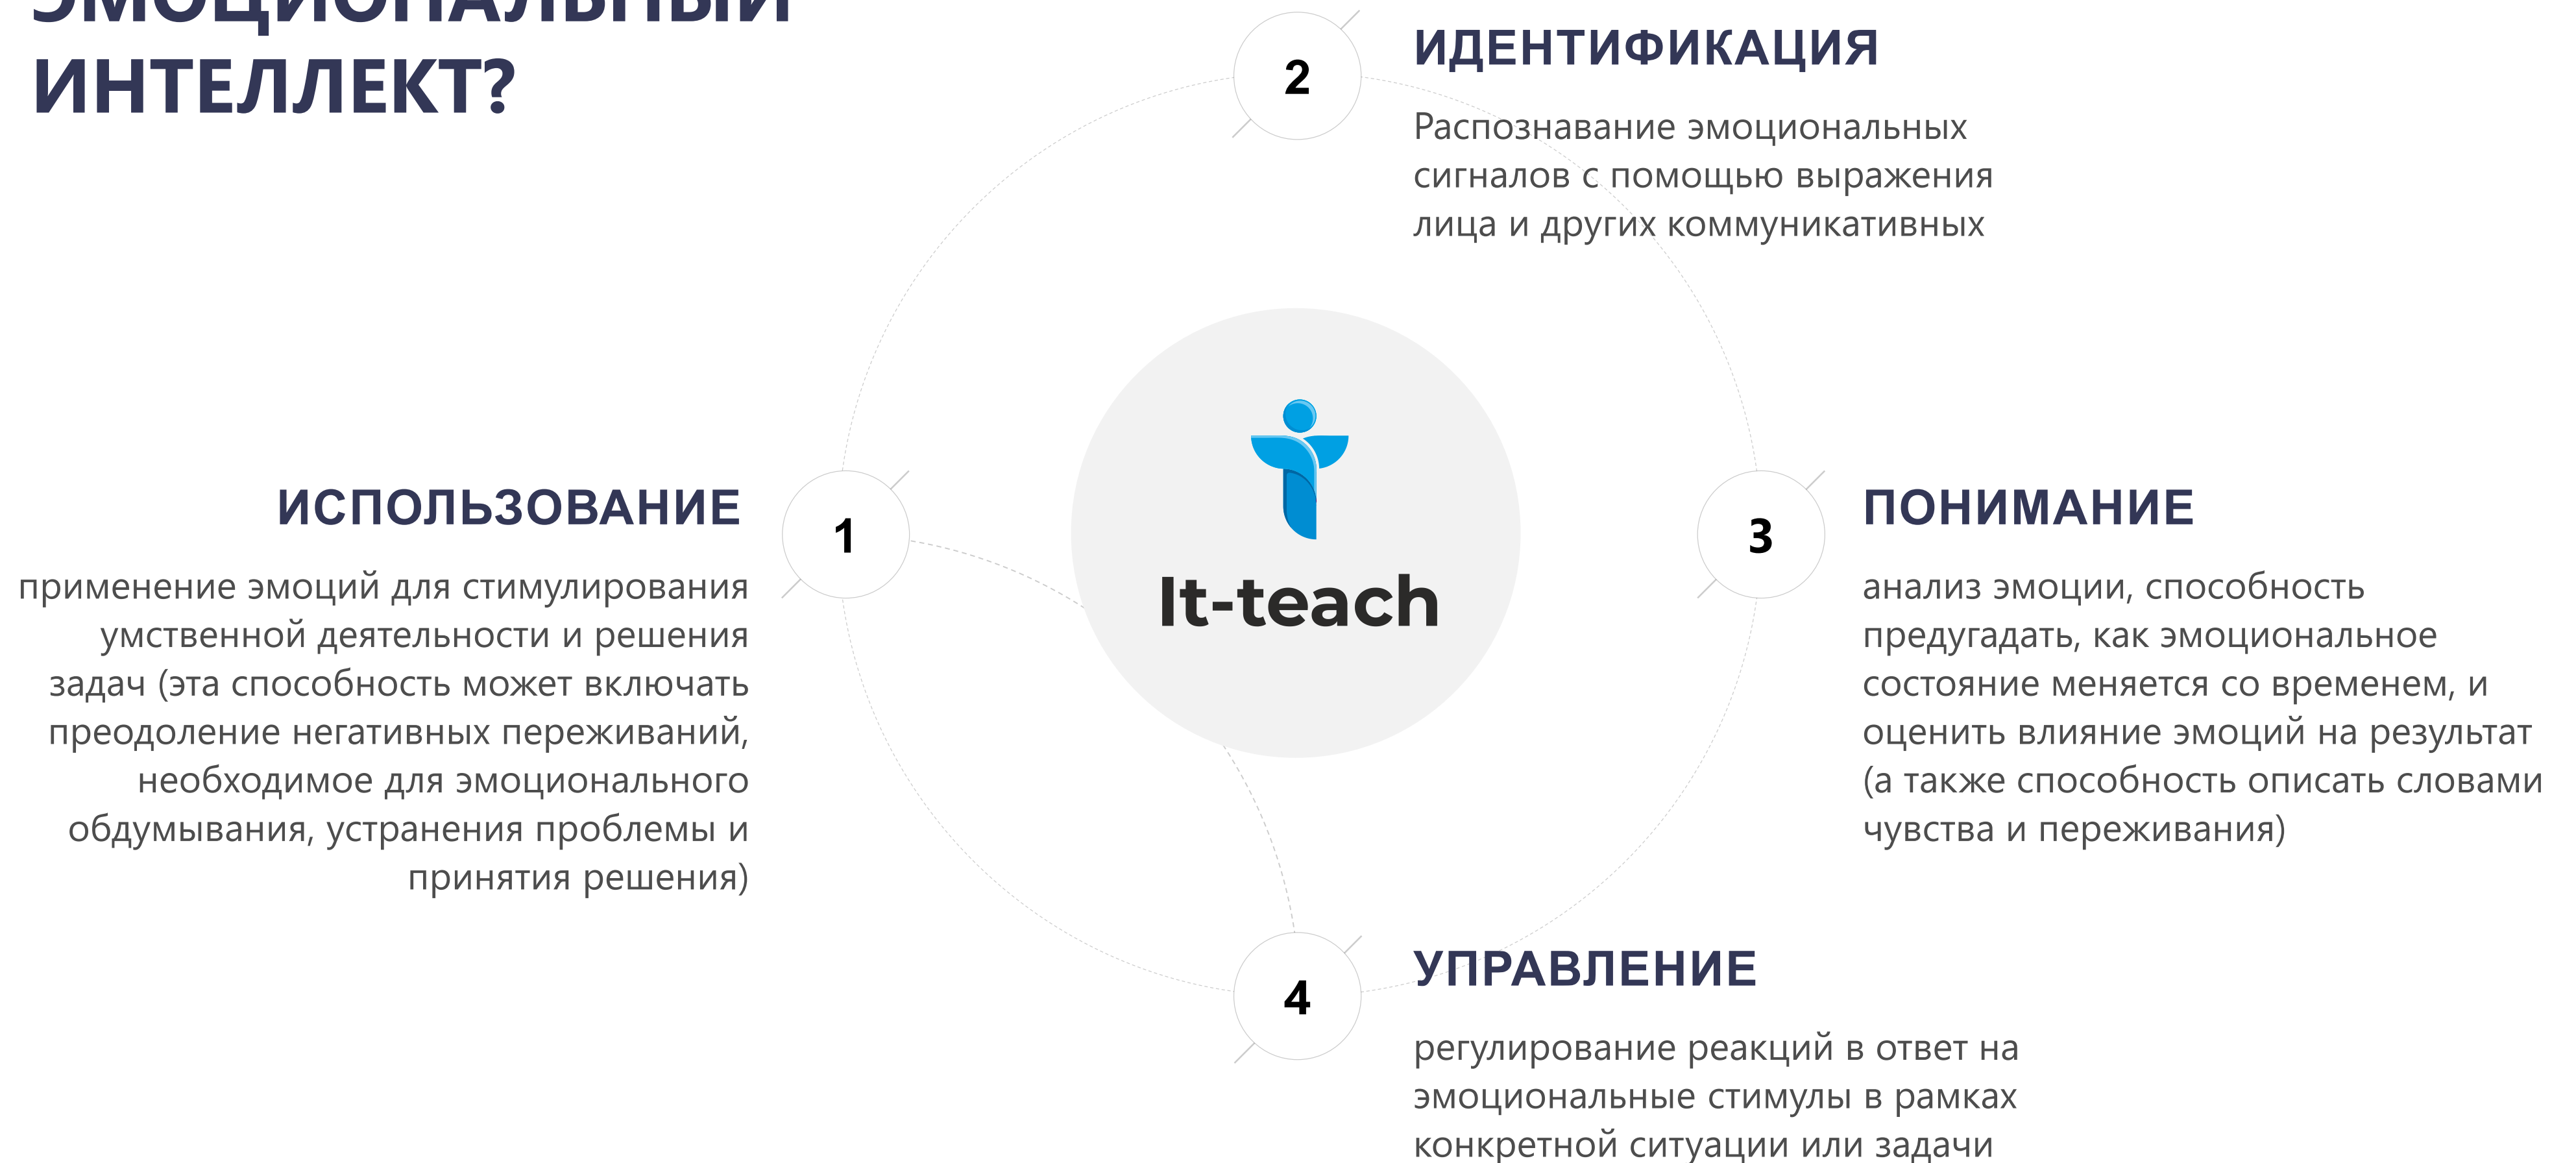 ЭМОЦИОНАЛЬНЫЙ
ИНТЕЛЛЕКТ?
2
ИДЕНТИФИКАЦИЯ
Распознавание эмоциональных
сигналов с помощью выражения
лица и других коммуникативных
1
ИСПОЛЬЗОВАНИЕ
применение эмоций для стимулирования
умственной деятельности и решения
задач (эта способность может включать
преодоление негативных переживаний,
необходимое для эмоционального
обдумывания, устранения проблемы и
принятия решения)
It-teach
3
ПОНИМАНИЕ
анализ эмоции, способность
предугадать, как эмоциональное
состояние меняется со временем, и
оценить влияние эмоций на результат
(а также способность описать словами
чувства и переживания)
4
УПРАВЛЕНИЕ
регулирование реакций в ответ на
эмоциональные стимулы в рамках
конкретной ситуации или задачи